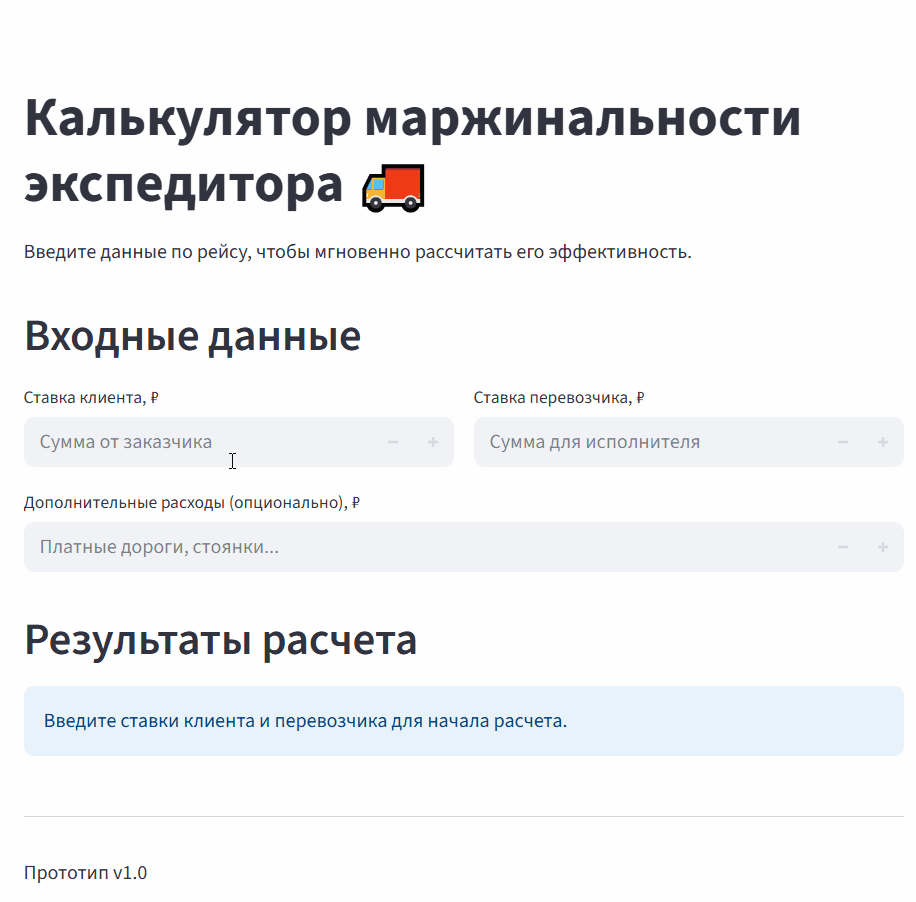 Калькулятор маржинальности
экспедитора
Введите данные по рейсу, чтобы мгновенно рассчитать его эффективность.
Входные данные
Ставка клиента, ₽
Ставка перевозчика, ₽
Сумма от заказчика
Сумма для исполнителя
Дополнительные расходы (опционально), ₽
Платные дороги, стоянки...
Результаты расчета
Введите ставки клиента и перевозчика для начала расчета.
Прототип v1.0